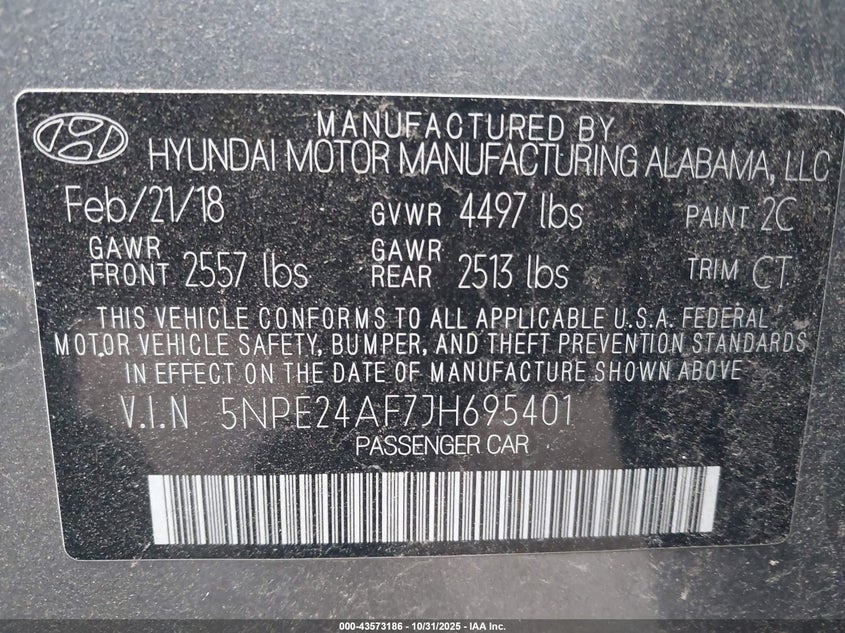 MANUFACTURED BY
HYUNDAI MOTOR MANUFACTURING ALABAMA, LLC
Feb/21/18 GVWR 4497 lbs PAINT 2C
GAWR FRONT 2557 lbs GAWR REAR 2513 lbs TRIM CT
THIS VEHICLE CONFORMS TO ALL APPLICABLE U.S.A. FEDERAL
MOTOR VEHICLE SAFETY, BUMPER, AND THEFT PREVENTION STANDARDS
IN EFFECT ON THE DATE OF MANUFACTURE SHOWN ABOVE
V.I.N 5NPE24AF7JH695401
PASSENGER CAR
000-43573186 - 10/31/2025 - IAA Inc.